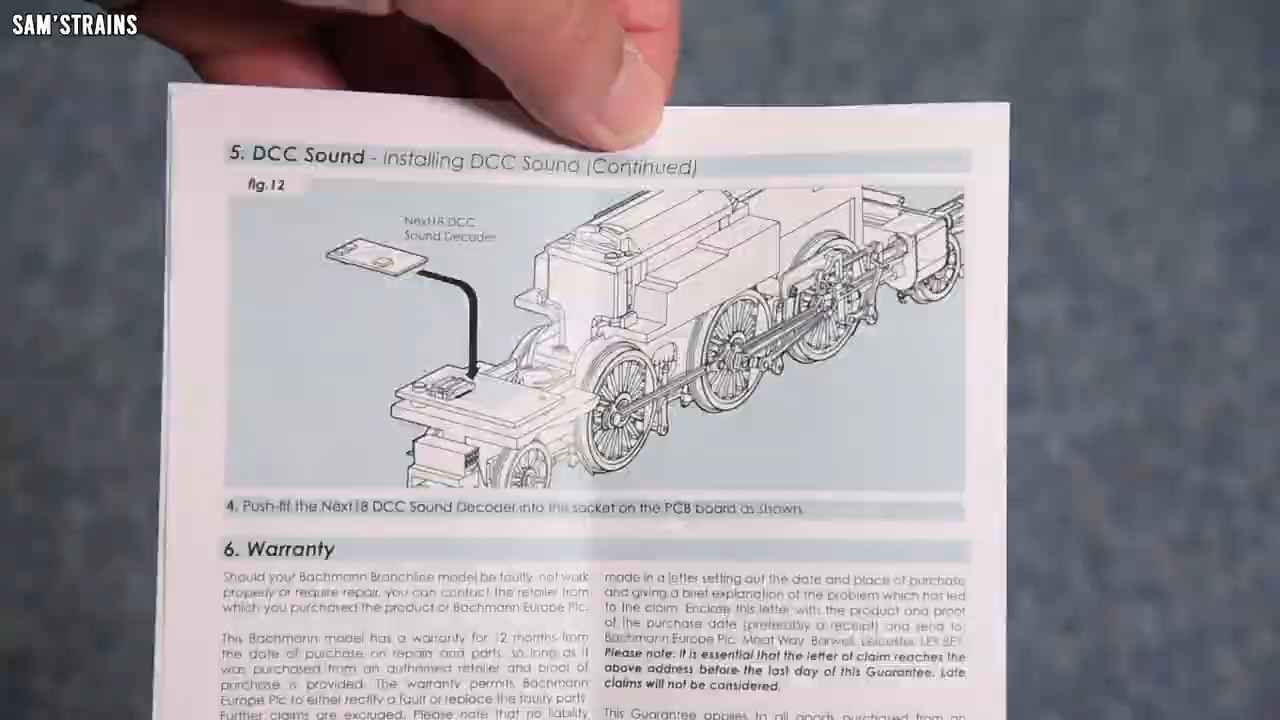 SAM'STRAINS
5. DCC Sound - Installing DCC Sound (Continued)
fig.12
Next18 DCC
Sound Decoder
4. Push-fit the Next18 DCC Sound Decoder into the socket on the PCB board as shown.
6. Warranty
Should your Bachmann Branchline model be faulty, not work
properly or require repair, you can contact the retailer from
which you purchased the product or Bachmann Europe Plc.
This Bachmann model has a warranty for 12 months from
the date of purchase on repair and parts, so long as it
was purchased from an authorised retailer and proof of
purchase is provided. The warranty permits Bachmann
Europe Plc to either rectify a fault or replace the faulty parts.
Further claims are excluded. Please note that no liability
made in a letter setting out the date and place of purchase
and giving a brief explanation of the problem which has led
to the claim. Enclose this letter with the product and proof
of the purchase date (preferably a receipt) and send to:
Bachmann Europe Plc. Moat Way, Barwell, Leicester, LE9 8EY.
Please note: It is essential that the letter of claim reaches the
above address before the last day of this Guarantee. Late
claims will not be considered.
This Guarantee applies to all goods purchased from an